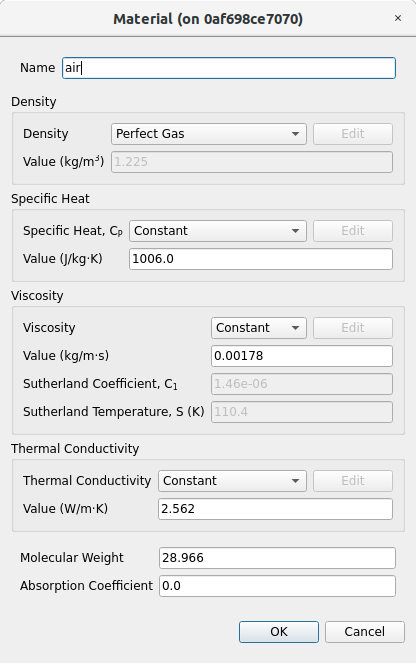 Material (on 0af698ce7070) ×
Name air
Density
Density Perfect Gas Edit
Value (kg/m³) 1.225
Specific Heat
Specific Heat, Cₚ Constant Edit
Value (J/kg·K) 1006.0
Viscosity
Viscosity Constant Edit
Value (kg/m·s) 0.00178
Sutherland Coefficient, C₁ 1.46e-06
Sutherland Temperature, S (K) 110.4
Thermal Conductivity
Thermal Conductivity Constant Edit
Value (W/m·K) 2.562
Molecular Weight 28.966
Absorption Coefficient 0.0
OK Cancel